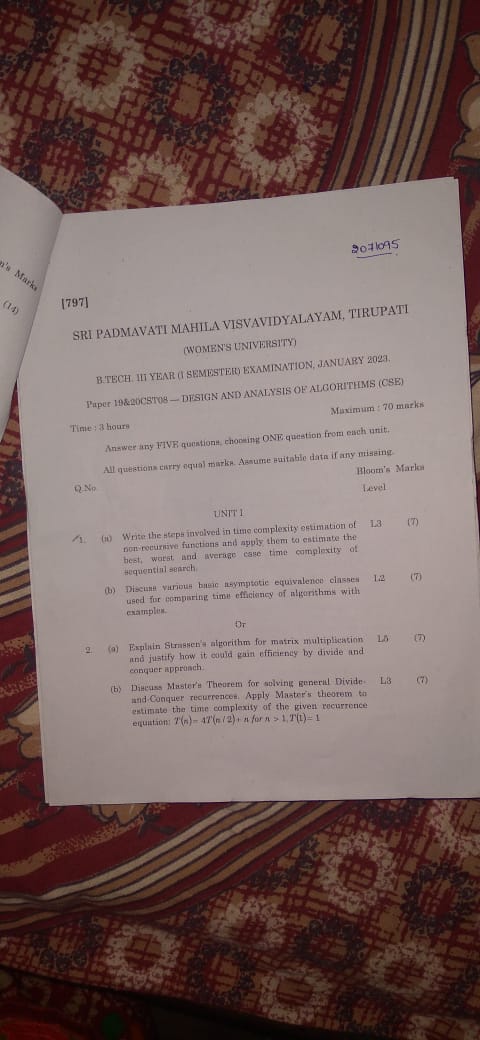 m's Marks
(14)
2071095
[797]
SRI PADMAVATI MAHILA VISVAVIDYALAYAM, TIRUPATI
(WOMEN'S UNIVERSITY)
B.TECH. III YEAR (I SEMESTER) EXAMINATION, JANUARY 2023.
Paper 19&20CST08 — DESIGN AND ANALYSIS OF ALGORITHMS (CSE)
Time : 3 hours Maximum : 70 marks
Answer any FIVE questions, choosing ONE question from each unit.
All questions carry equal marks. Assume suitable data if any missing.
Q.No. Bloom's Marks
Level
UNIT I
1. (a) Write the steps involved in time complexity estimation of L3 (7)
non-recursive functions and apply them to estimate the
best, worst and average case time complexity of
sequential search.
(b) Discuss various basic asymptotic equivalence classes L2 (7)
used for comparing time efficiency of algorithms with
examples.
Or
2. (a) Explain Strassen's algorithm for matrix multiplication L5 (7)
and justify how it could gain efficiency by divide and
conquer approach.
(b) Discuss Master's Theorem for solving general Divide- L3 (7)
and-Conquer recurrences. Apply Master's theorem to
estimate the time complexity of the given recurrence
equation: T(n)= 4T(n/2)+ n for n > 1, T(1)= 1